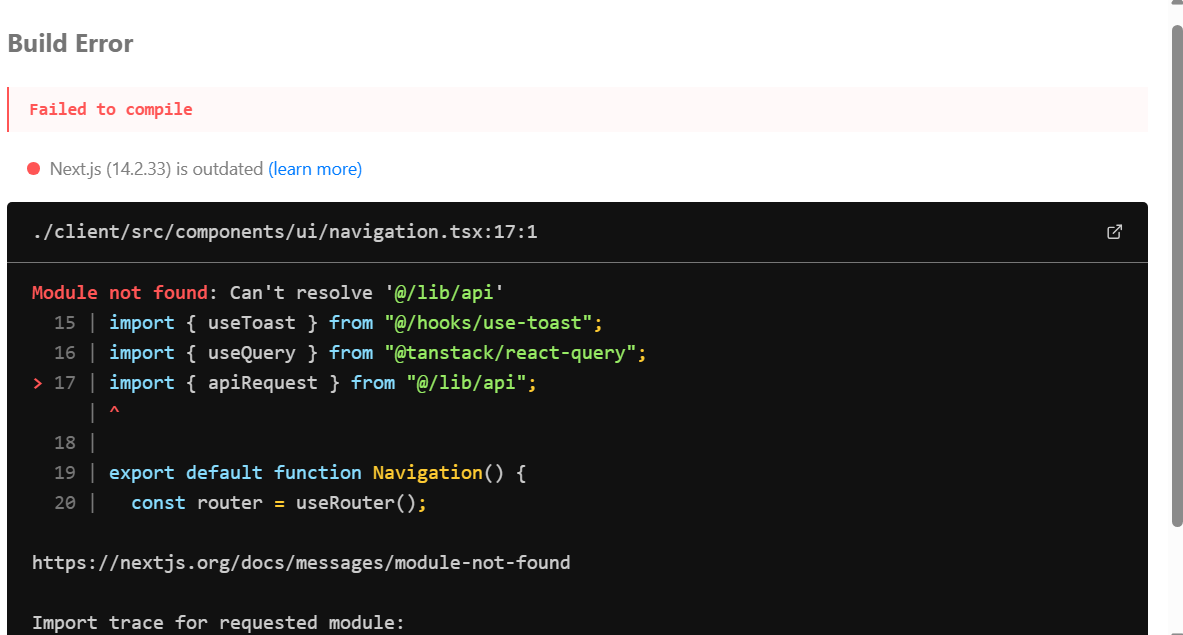 Build Error
Failed to compile
Next.js (14.2.33) is outdated (learn more)
./client/src/components/ui/navigation.tsx:17:1
Module not found: Can't resolve '@/lib/api'
  15 | import { useToast } from "@/hooks/use-toast";
  16 | import { useQuery } from "@tanstack/react-query";
> 17 | import { apiRequest } from "@/lib/api";
     | ^
  18 |
  19 | export default function Navigation() {
  20 |   const router = useRouter();
https://nextjs.org/docs/messages/module-not-found
Import trace for requested module: